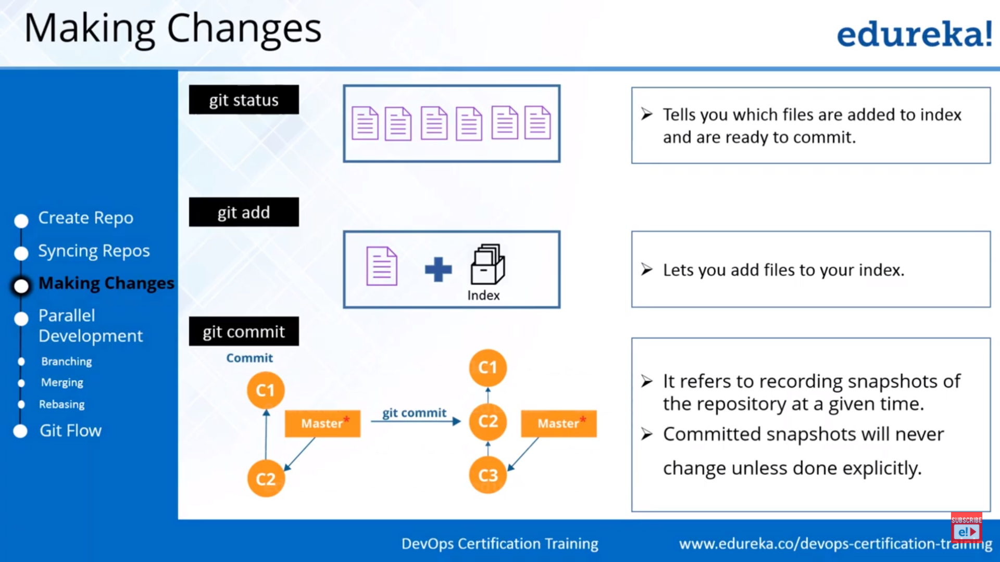 Making Changes
edureka!
Create Repo
Syncing Repos
Making Changes
Parallel
Development
Branching
Merging
Rebasing
Git Flow
git status
➢ Tells you which files are added to index
and are ready to commit.
git add
Index
➢ Lets you add files to your index.
git commit
Commit
C1
Master*
C2
git commit
C1
C2
Master*
C3
➢ It refers to recording snapshots of
the repository at a given time.
➢ Committed snapshots will never
change unless done explicitly.
SUBSCRIBE
e!
DevOps Certification Training
www.edureka.co/devops-certification-training